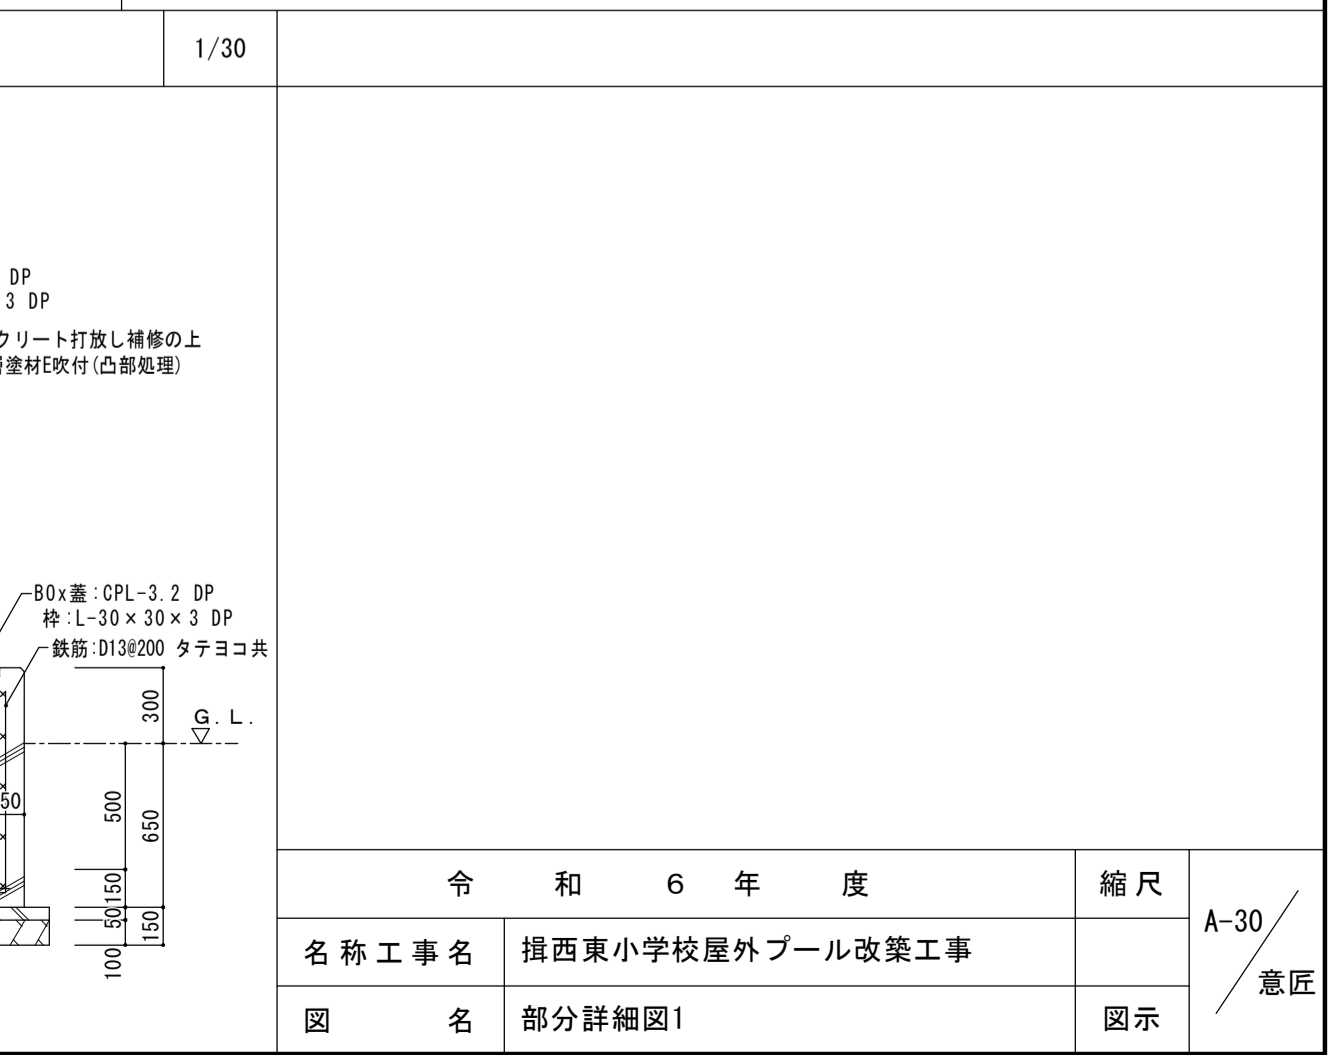 1/30
DP
3 DP
クリート打放し補修の上
塗材E吹付(凸部処理)
BOx蓋:CPL-3.2 DP
枠:L-30×30×3 DP
鉄筋:D13@200 タテヨコ共
300
G.L.
50
500
650
150
50
150
100
令和6年度
縮尺
A-30
意匠
名称工事名
揖西東小学校屋外プール改築工事
図名
部分詳細図1
図示